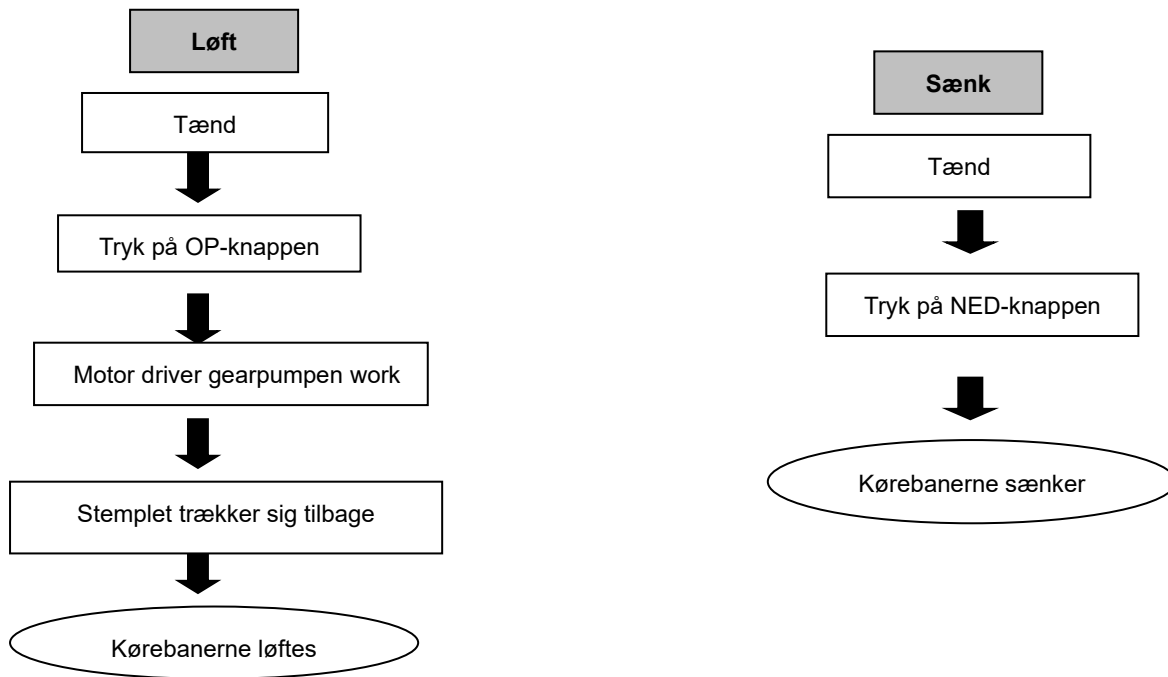 Løft
Tænd
Tryk på OP-knappen
Motor driver gearpumpen work
Stemplet trækker sig tilbage
Kørebanerne løftes
Sænk
Tænd
Tryk på NED-knappen
Kørebanerne sænker